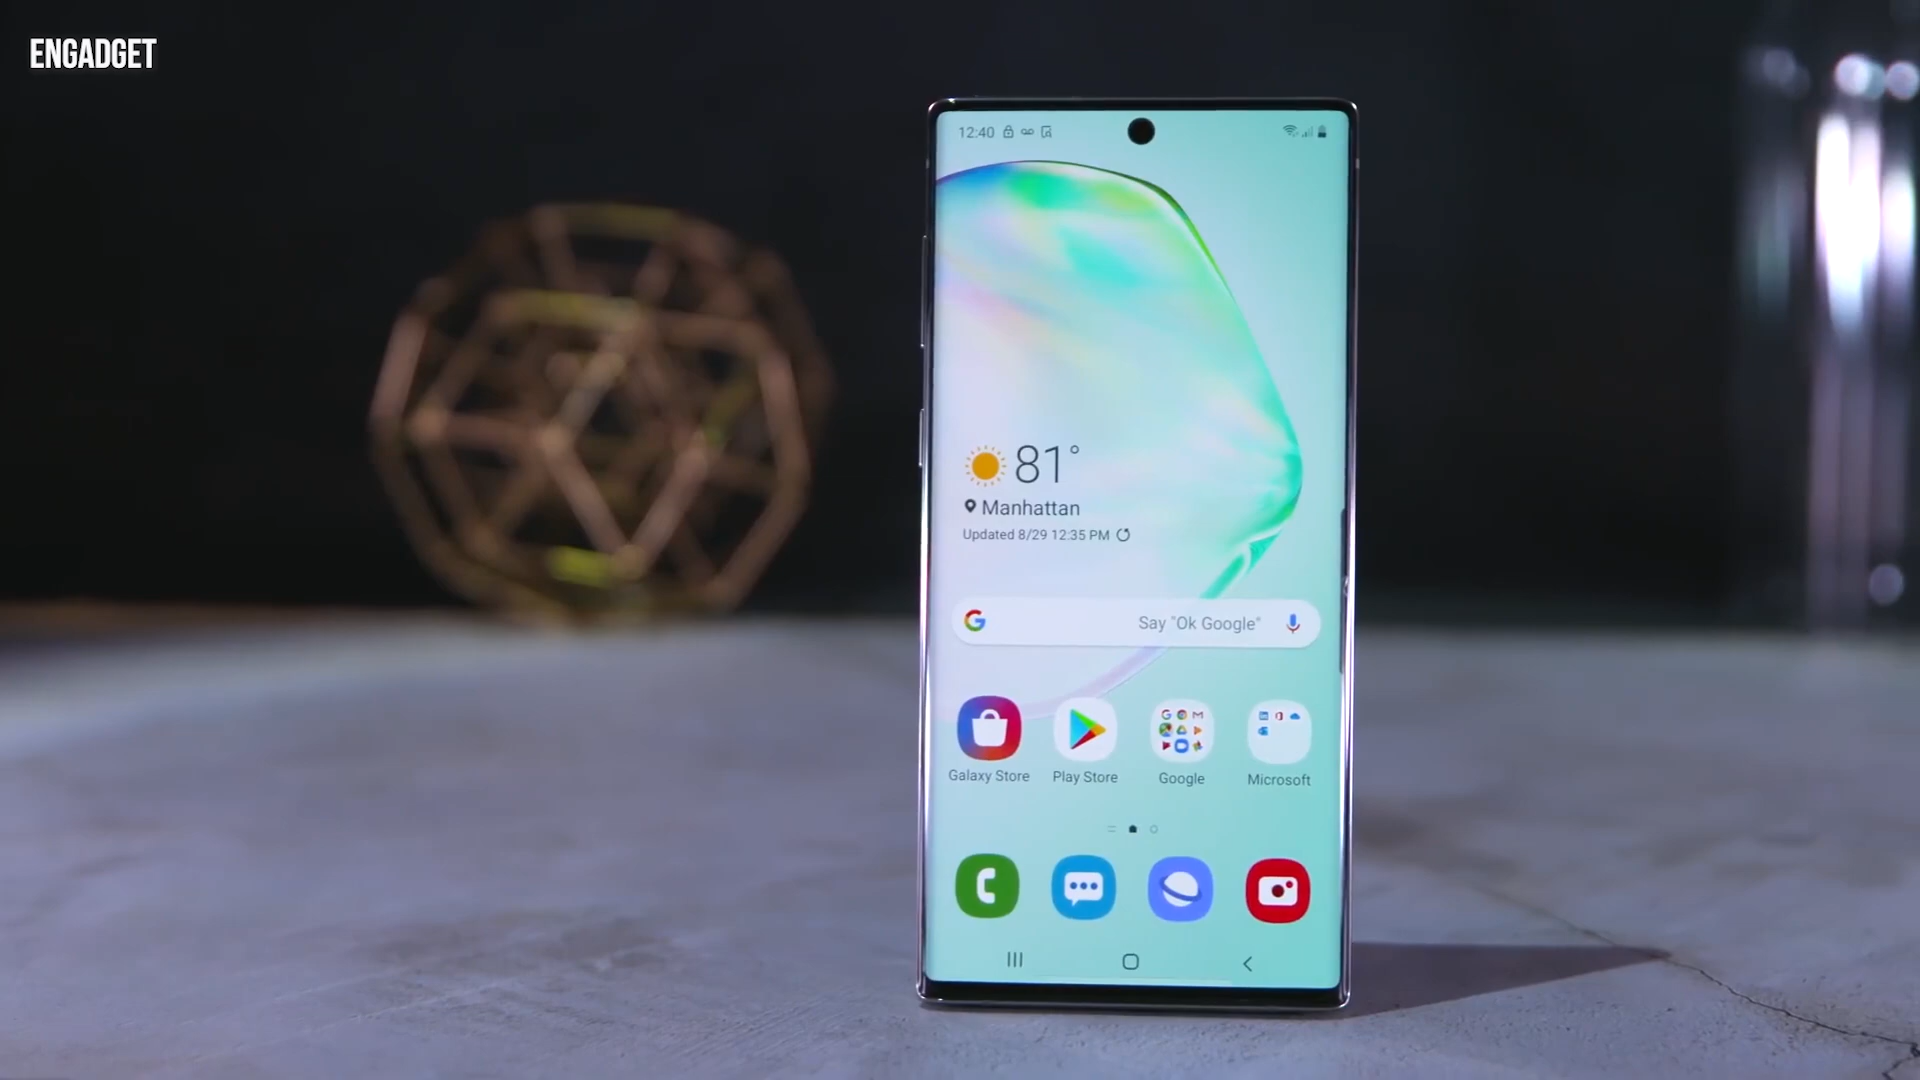 ENGADGET
12:40
81°
Manhattan
Updated 8/29 12:35 PM
Say "Ok Google"
Galaxy Store
Play Store
Google
Microsoft